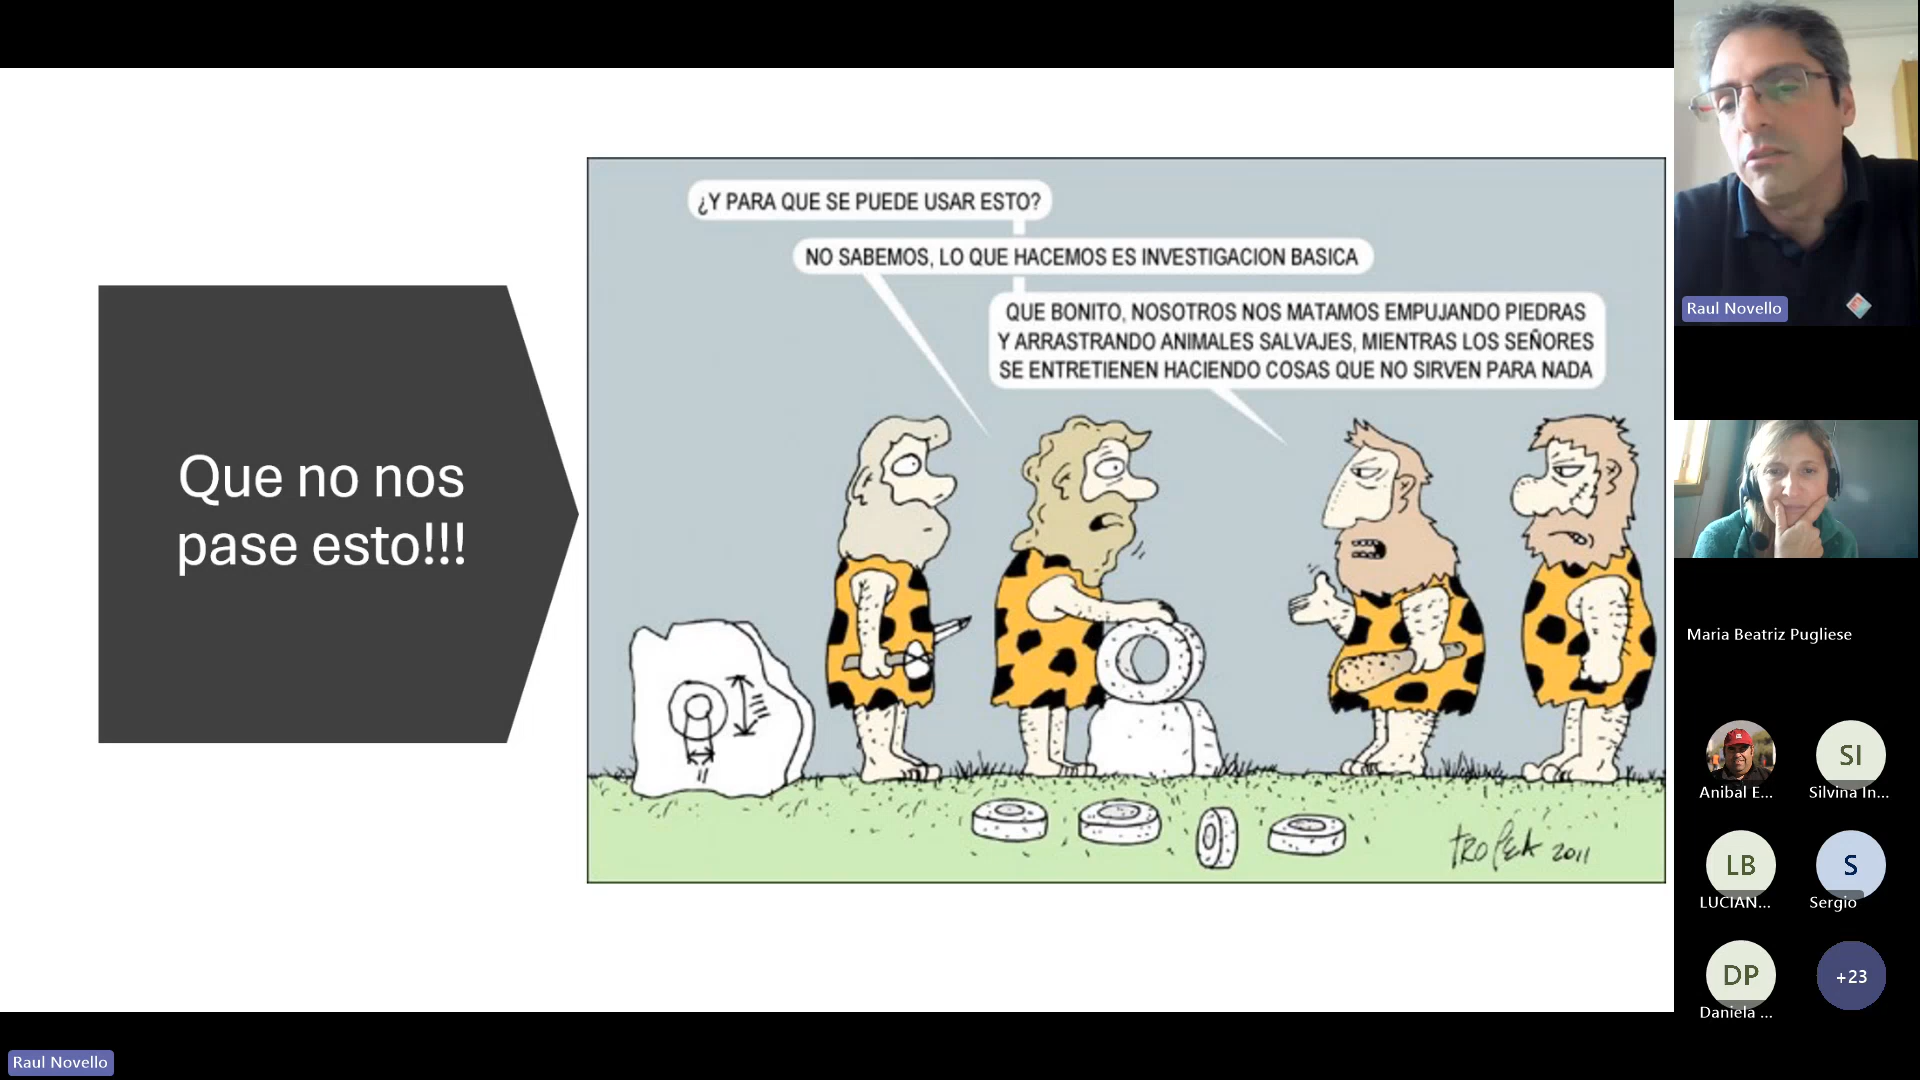 Que no nos
pase esto!!!
¿Y PARA QUE SE PUEDE USAR ESTO?
NO SABEMOS, LO QUE HACEMOS ES INVESTIGACION BASICA
QUE BONITO, NOSOTROS NOS MATAMOS EMPUJANDO PIEDRAS
Y ARRASTRANDO ANIMALES SALVAJES, MIENTRAS LOS SEÑORES
SE ENTRETIENEN HACIENDO COSAS QUE NO SIRVEN PARA NADA
2011
Raul Novello
Maria Beatriz Pugliese
Anibal E...
SI
Silvina In...
LB
LUCIAN...
S
Sergio
DP
Daniela ...
+23
Raul Novello